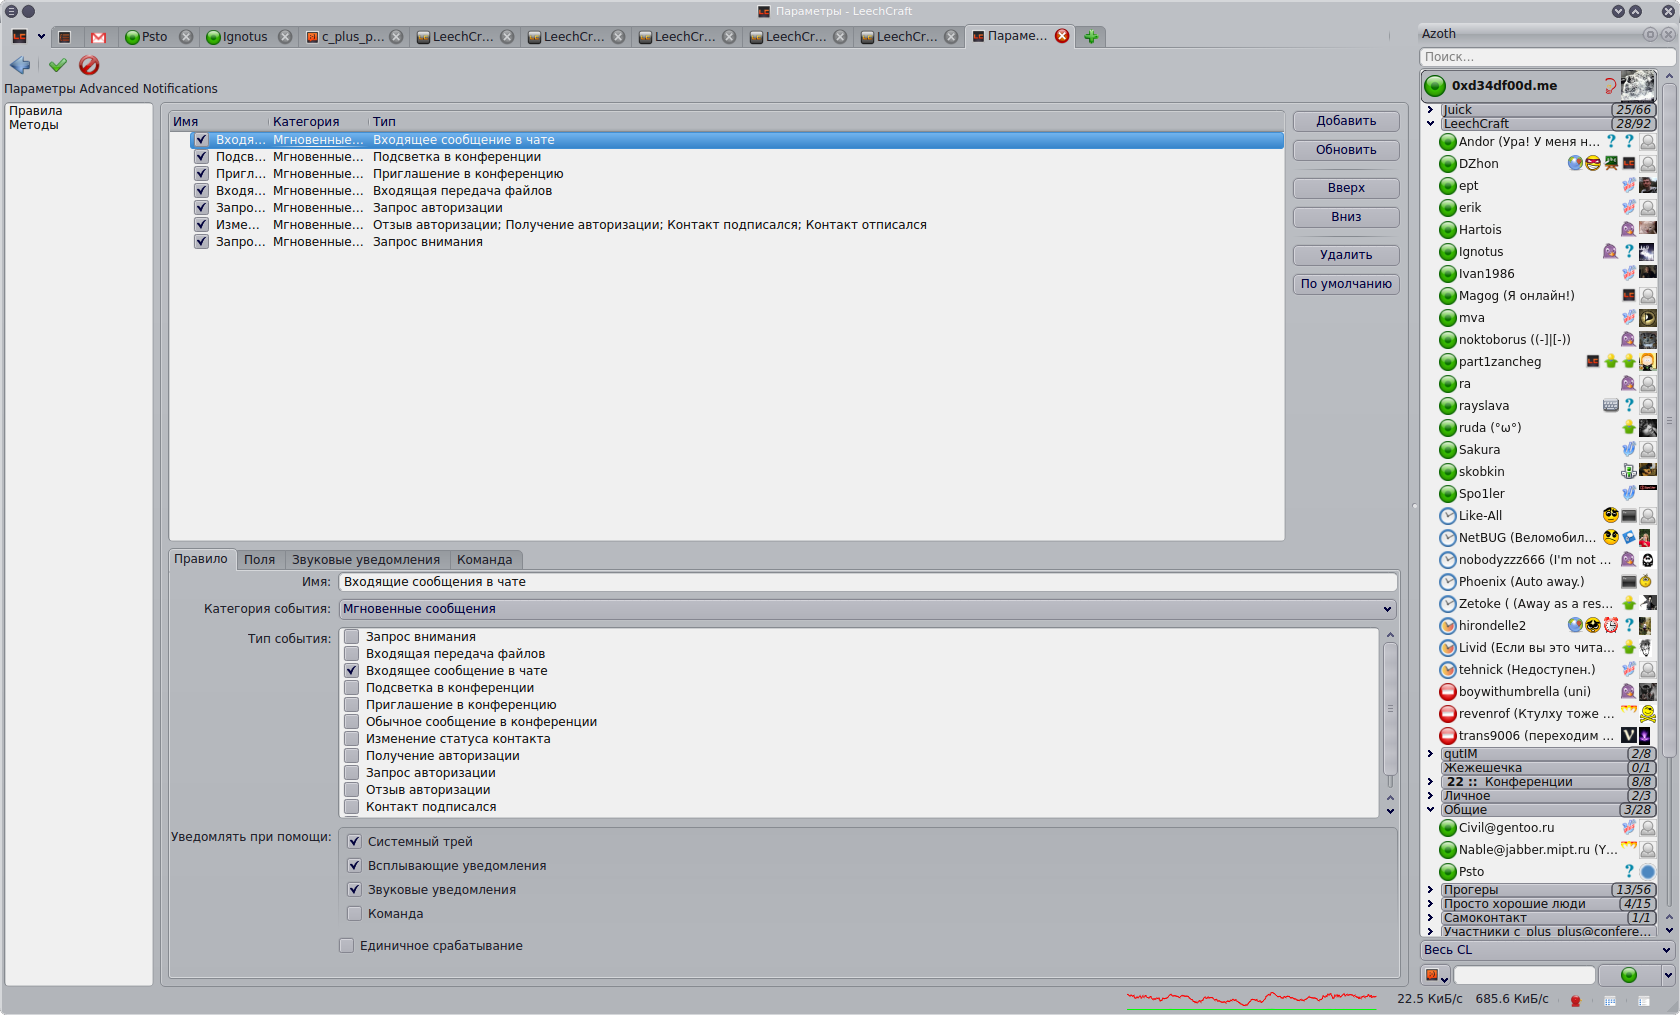 Параметры - LeechCraft
Psto
Ignotus
c_plus_p...
LeechCr...
LeechCr...
LeechCr...
LeechCr...
LeechCr...
Параме...
Параметры Advanced Notifications
Правила
Методы
Имя Категория Тип
Входя... Мгновенные... Входящее сообщение в чате
Подсв... Мгновенные... Подсветка в конференции
Пригл... Мгновенные... Приглашение в конференцию
Входя... Мгновенные... Входящая передача файлов
Запро... Мгновенные... Запрос авторизации
Изме... Мгновенные... Отзыв авторизации; Получение авторизации; Контакт подписался; Контакт отписался
Запро... Мгновенные... Запрос внимания
Добавить
Обновить
Вверх
Вниз
Удалить
По умолчанию
Правило Поля Звуковые уведомления Команда
Имя: Входящие сообщения в чате
Категория события: Мгновенные сообщения
Тип события:
Запрос внимания
Входящая передача файлов
Входящее сообщение в чате
Подсветка в конференции
Приглашение в конференцию
Обычное сообщение в конференции
Изменение статуса контакта
Получение авторизации
Запрос авторизации
Отзыв авторизации
Контакт подписался
Уведомлять при помощи:
Системный трей
Всплывающие уведомления
Звуковые уведомления
Команда
Единичное срабатывание
Azoth
Поиск...
0xd34df00d.me
Juick 25/66
LeechCraft 28/92
Andor (Ура! У меня н...
DZhon
ept
erik
Hartois
Ignotus
Ivan1986
Magog (Я онлайн!)
mva
noktoborus ((-]|[-))
part1zancheg
ra
rayslava
ruda (°ω°)
Sakura
skobkin
Spo1ler
Like-All
NetBUG (Веломобил...
nobodyzzz666 (I'm not ...
Phoenix (Auto away.)
Zetoke ( (Away as a res...
hirondelle2
Livid (Если вы это чита...
tehnick (Недоступен.)
boywithumbrella (uni)
revenrof (Ктулху тоже ...
trans9006 (переходим ...
qutIM 2/8
Жежешечка 0/1
22 :: Конференции 8/8
Личное 2/3
Общие 3/28
Civil@gentoo.ru
Nable@jabber.mipt.ru (Y...
Psto
Прогеры 13/56
Просто хорошие люди 4/15
Самоконтакт 1/1
Участники c_plus_plus@confere...
Весь CL
22.5 КиБ/с 685.6 КиБ/с